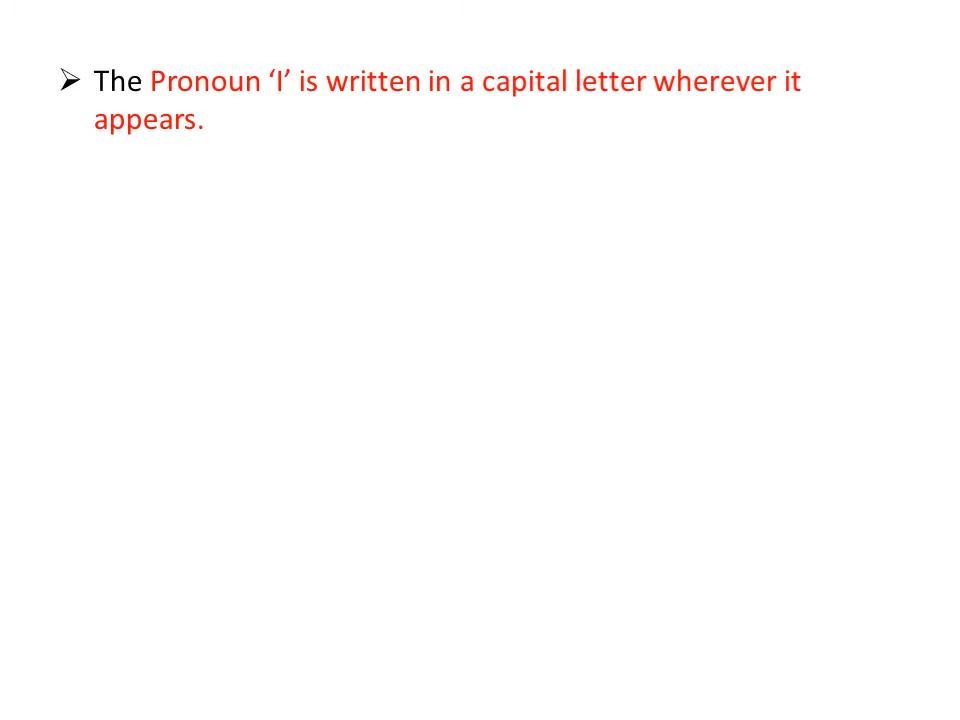 ➢ The Pronoun ‘I’ is written in a capital letter wherever it
appears.